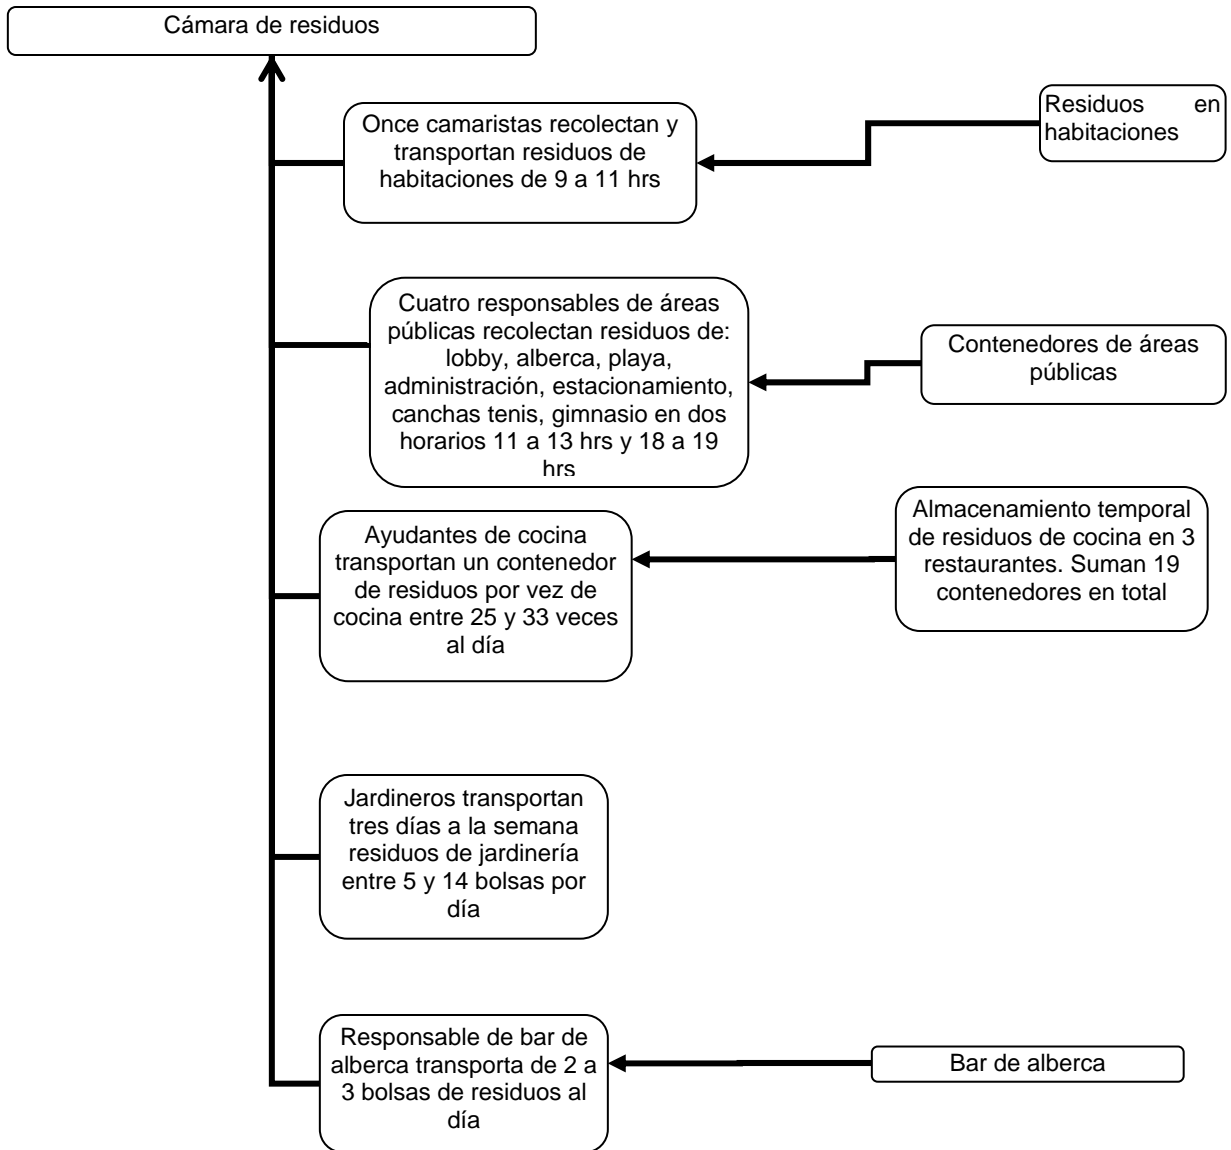 Cámara de residuos
Once camaristas recolectan y
transportan residuos de
habitaciones de 9 a 11 hrs
Residuos en
habitaciones
Cuatro responsables de áreas
públicas recolectan residuos de:
lobby, alberca, playa,
administración, estacionamiento,
canchas tenis, gimnasio en dos
horarios 11 a 13 hrs y 18 a 19
hrs
Contenedores de áreas
públicas
Ayudantes de cocina
transportan un contenedor
de residuos por vez de
cocina entre 25 y 33 veces
al día
Almacenamiento temporal
de residuos de cocina en 3
restaurantes. Suman 19
contenedores en total
Jardineros transportan
tres días a la semana
residuos de jardinería
entre 5 y 14 bolsas por
día
Responsable de bar de
alberca transporta de 2 a
3 bolsas de residuos al
día
Bar de alberca